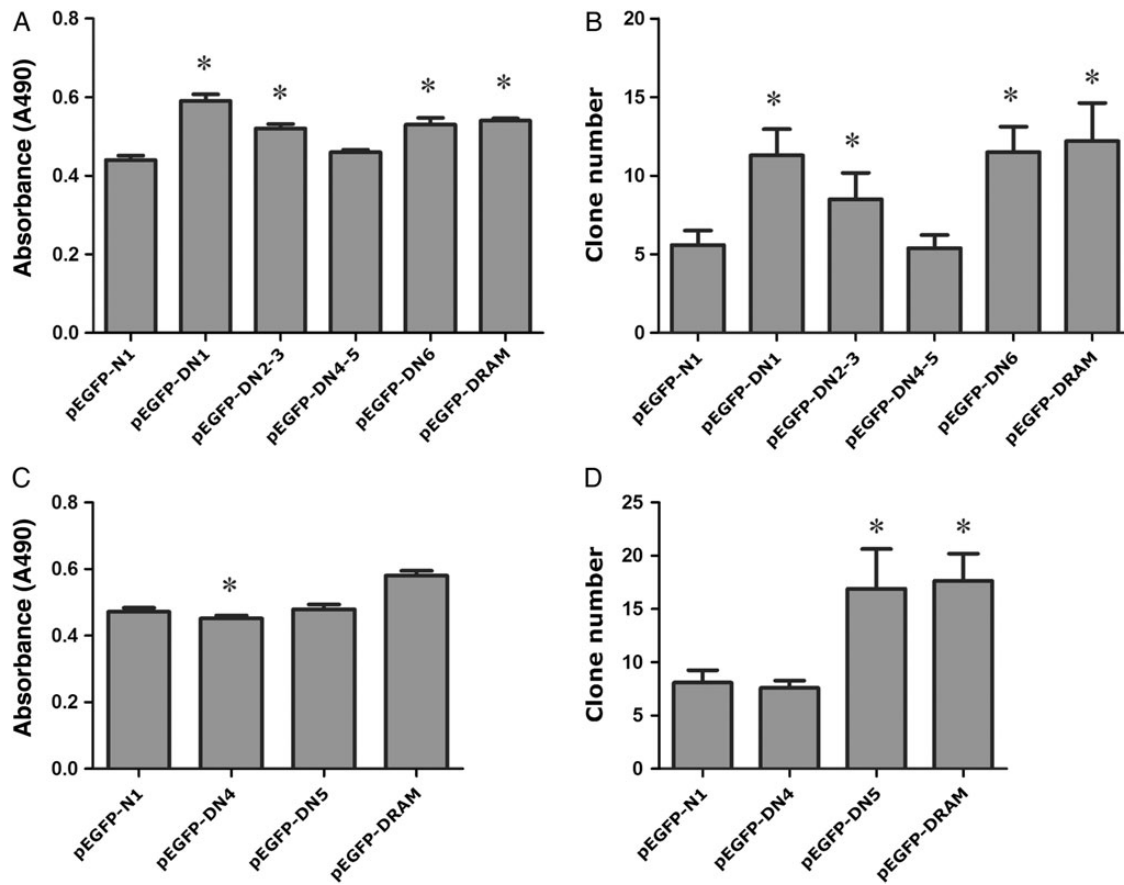 A
Absorbance (A490)
0.8
0.6
0.4
0.2
0.0
*
*
*
*
pEGFP-N1
pEGFP-DN1
pEGFP-DN2-3
pEGFP-DN4-5
pEGFP-DN6
pEGFP-DRAM
B
Clone number
20
15
10
5
0
*
*
*
*
pEGFP-N1
pEGFP-DN1
pEGFP-DN2-3
pEGFP-DN4-5
pEGFP-DN6
pEGFP-DRAM
C
Absorbance (A490)
0.8
0.6
0.4
0.2
0.0
*
pEGFP-N1
pEGFP-DN4
pEGFP-DN5
pEGFP-DRAM
D
Clone number
25
20
15
10
5
0
*
*
pEGFP-N1
pEGFP-DN4
pEGFP-DN5
pEGFP-DRAM